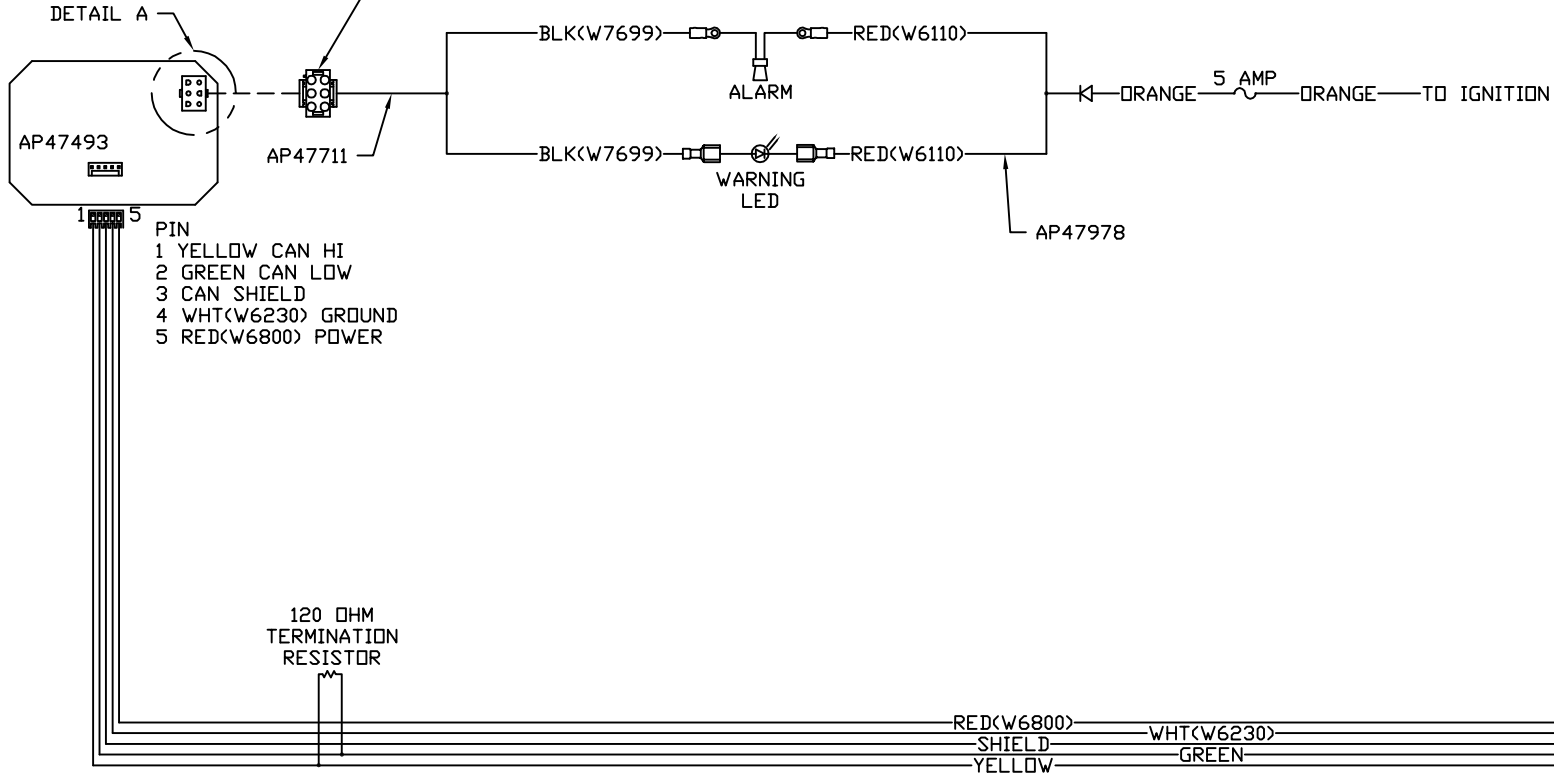 DETAIL A
BLK(W7699)
RED(W6110)
ALARM
5 AMP
ORANGE
ORANGE
TO IGNITION
AP47493
AP47711
BLK(W7699)
RED(W6110)
WARNING
LED
AP47978
1
5
PIN
1 YELLOW CAN HI
2 GREEN CAN LOW
3 CAN SHIELD
4 WHT(W6230) GROUND
5 RED(W6800) POWER
120 OHM
TERMINATION
RESISTOR
RED(W6800)
WHT(W6230)
SHIELD
GREEN
YELLOW